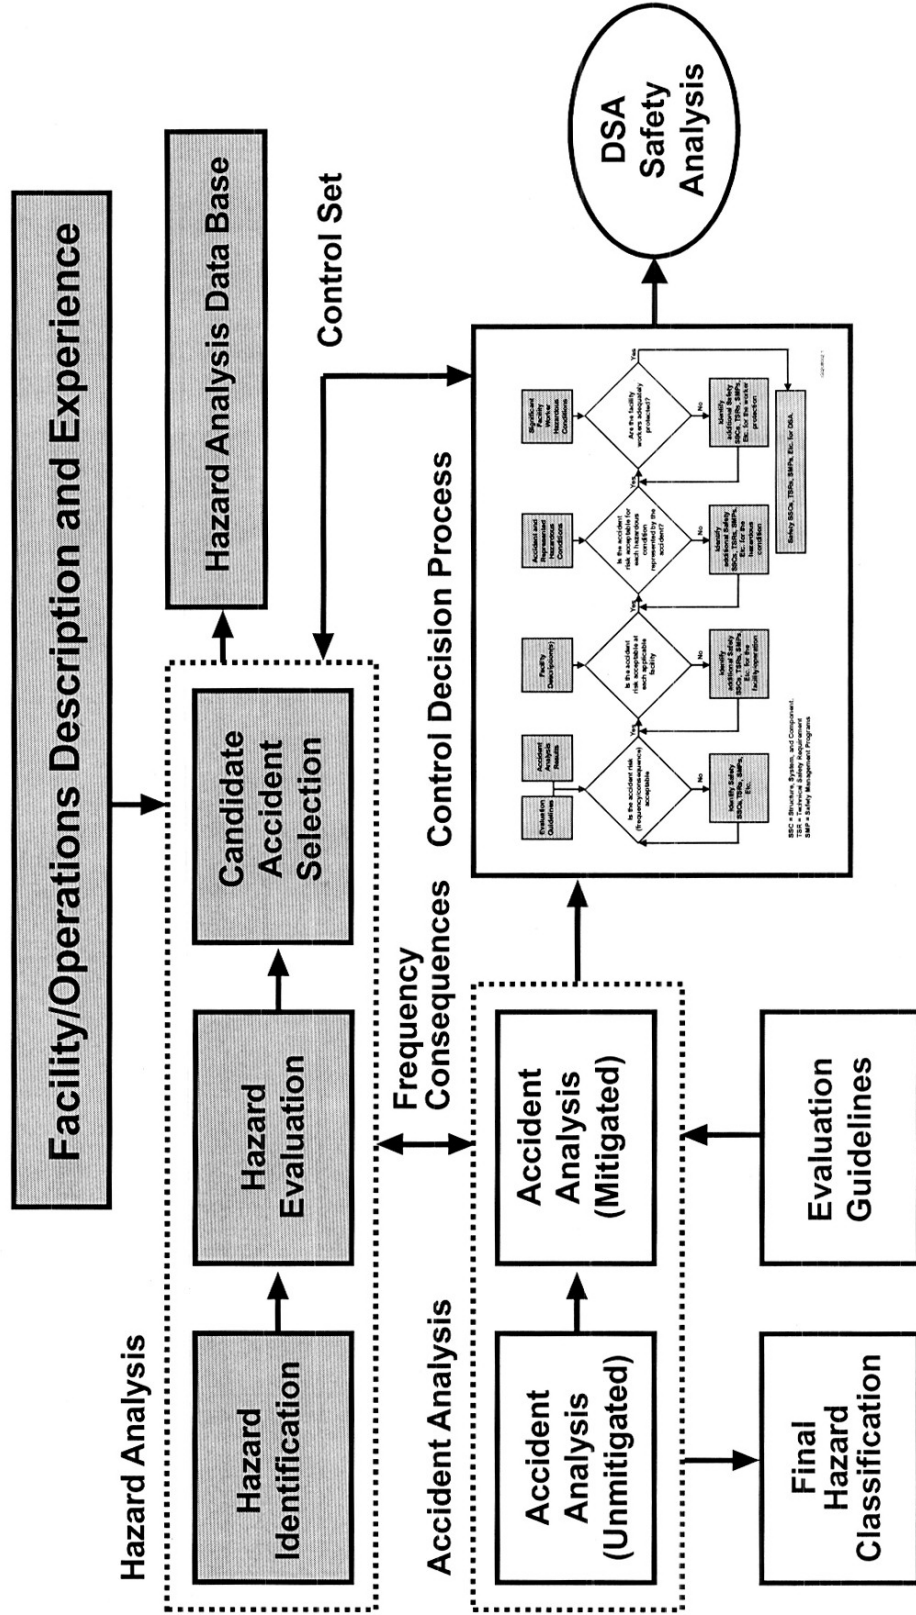 Facility/Operations Description and Experience
Hazard Analysis
Hazard
Identification
Hazard
Evaluation
Candidate
Accident
Selection
Hazard Analysis Data Base
Control Set
Frequency
Consequences
Accident Analysis
Accident
Analysis
(Unmitigated)
Accident
Analysis
(Mitigated)
Final
Hazard
Classification
Evaluation
Guidelines
Control Decision Process
Evaluation
Guidelines
Accident
Analysis
Results
Is the accident risk
(frequency/consequence)
acceptable
No
Identify Safety
SSCs, TSRs, SMPs,
Etc.
Yes
Facility
Description(s)
Is the accident
risk acceptable at
each applicable
facility
No
Identify
additional Safety
SSCs, TSRs, SMPs,
Etc. for the
facility/operation
Yes
Accident and
Represented
Hazardous
Conditions
Is the accident
risk acceptable for
each hazardous
condition
represented by the
accident?
No
Identify
additional Safety
SSCs, TSRs, SMPs,
Etc. for the
hazardous
condition
Yes
Significant
Facility
Worker
Hazardous
Conditions
Are the facility
workers adequately
protected?
No
Identify
additional Safety
SSCs, TSRs, SMPs,
Etc. for the worker
protection
Yes
Safety SSCs, TSRs, SMPs, Etc. for DSA.
SSC = Structure, System, and Component.
TSR = Technical Safety Requirement
SMP = Safety Management Programs
DSA
Safety
Analysis